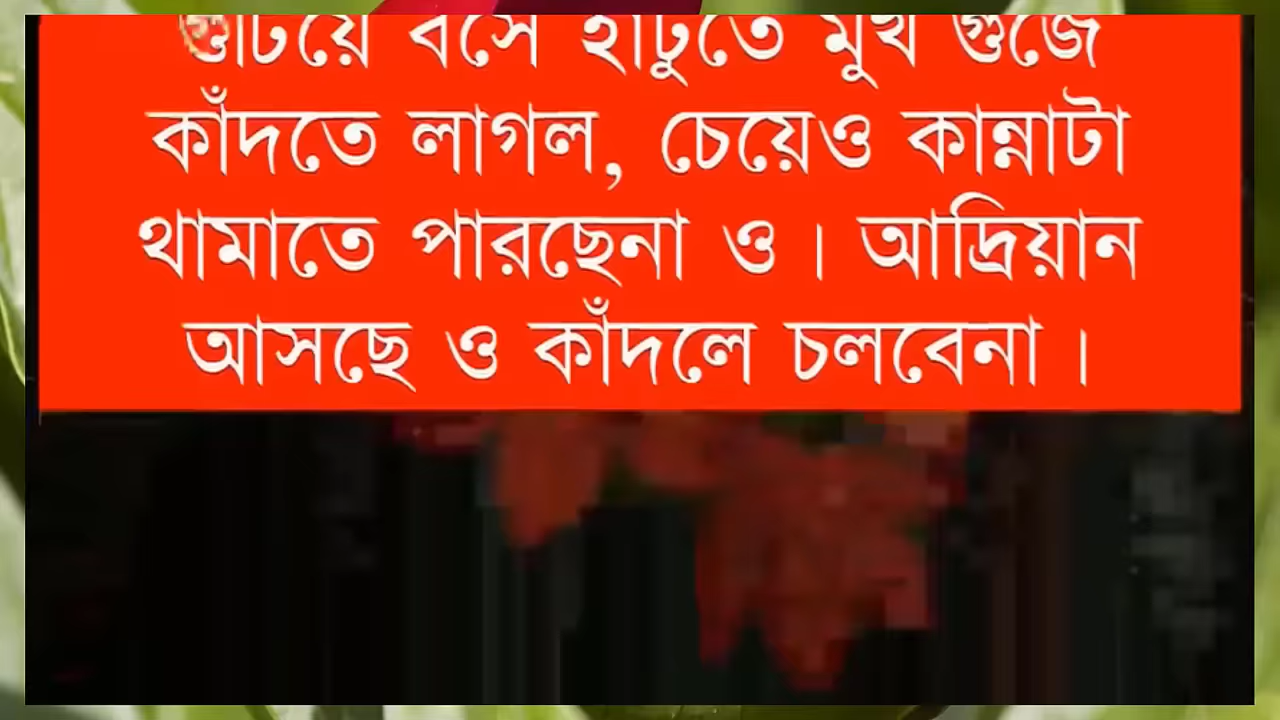 গুটিয়ে বসে হাটুতে মুখ গুজে
কাঁদতে লাগল, চেয়েও কান্নাটা
থামাতে পারছেনা ও । আদ্রিয়ান
আসছে ও কাঁদলে চলবেনা ।